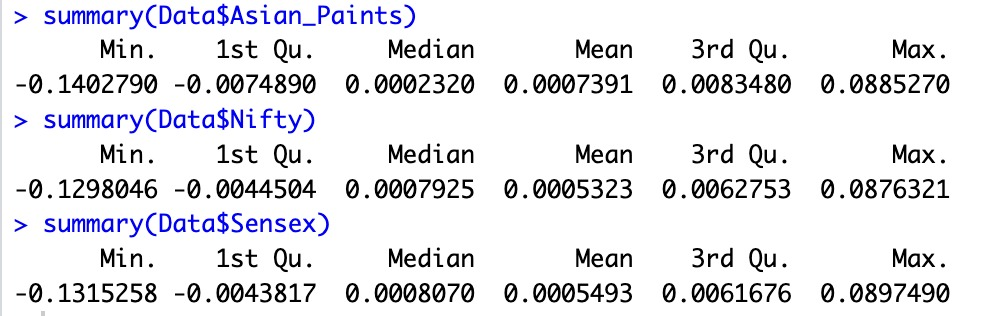 > summary(Data$Asian_Paints)
Min. 1st Qu. Median Mean 3rd Qu. Max.
-0.1402790 -0.0074890 0.0002320 0.0007391 0.0083480 0.0885270
> summary(Data$Nifty)
Min. 1st Qu. Median Mean 3rd Qu. Max.
-0.1298046 -0.0044504 0.0007925 0.0005323 0.0062753 0.0876321
> summary(Data$Sensex)
Min. 1st Qu. Median Mean 3rd Qu. Max.
-0.1315258 -0.0043817 0.0008070 0.0005493 0.0061676 0.0897490